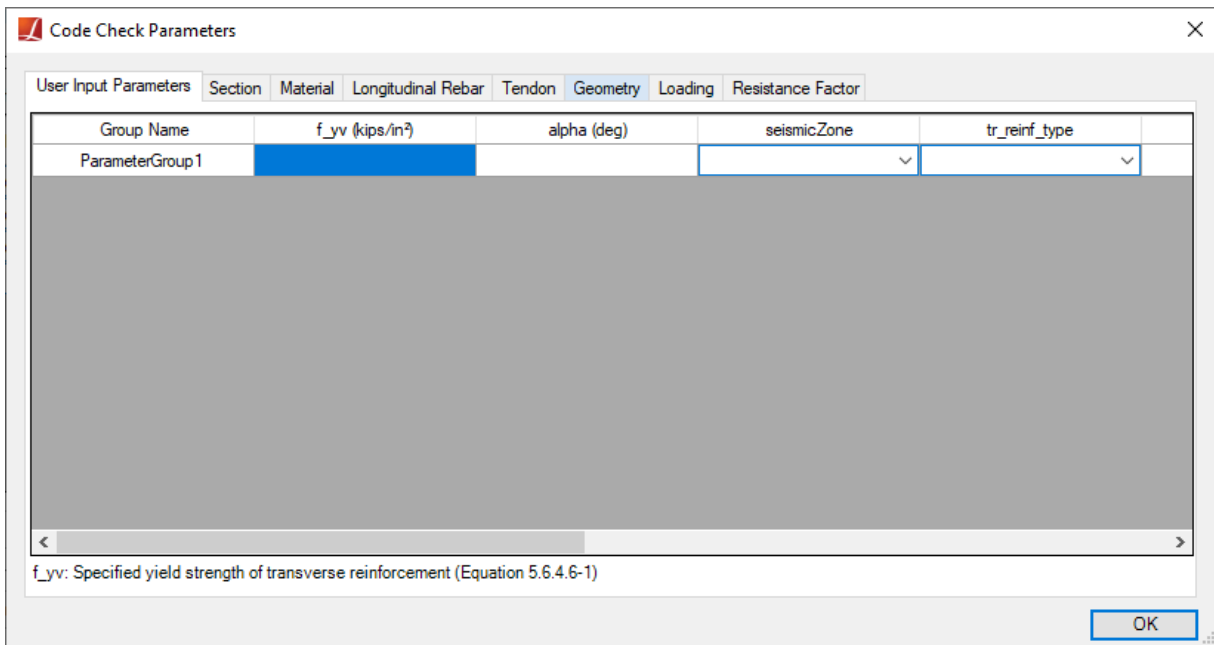 Code Check Parameters
User Input Parameters Section Material Longitudinal Rebar Tendon Geometry Loading Resistance Factor
Group Name f_yv (kips/in²) alpha (deg) seismicZone tr_reinf_type
ParameterGroup1
f_yv: Specified yield strength of transverse reinforcement (Equation 5.6.4.6-1)
OK